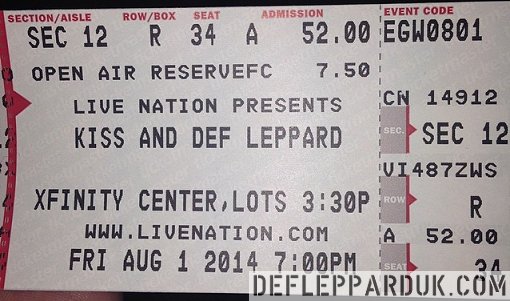 SECTION/AISLE ROW/BOX SEAT ADMISSION
SEC 12 R 34 A 52.00
OPEN AIR RESERVEFC 7.50
LIVE NATION PRESENTS
KISS AND DEF LEPPARD
XFINITY CENTER,LOTS 3:30P
WWW.LIVENATION.COM
FRI AUG 1 2014 7:00PM
EVENT CODE
EGW0801
CN 14912
SEC. SEC 12
VI487ZWS
ROW R
A 52.00
SEAT 34
DEFLEPPARDUK.COM